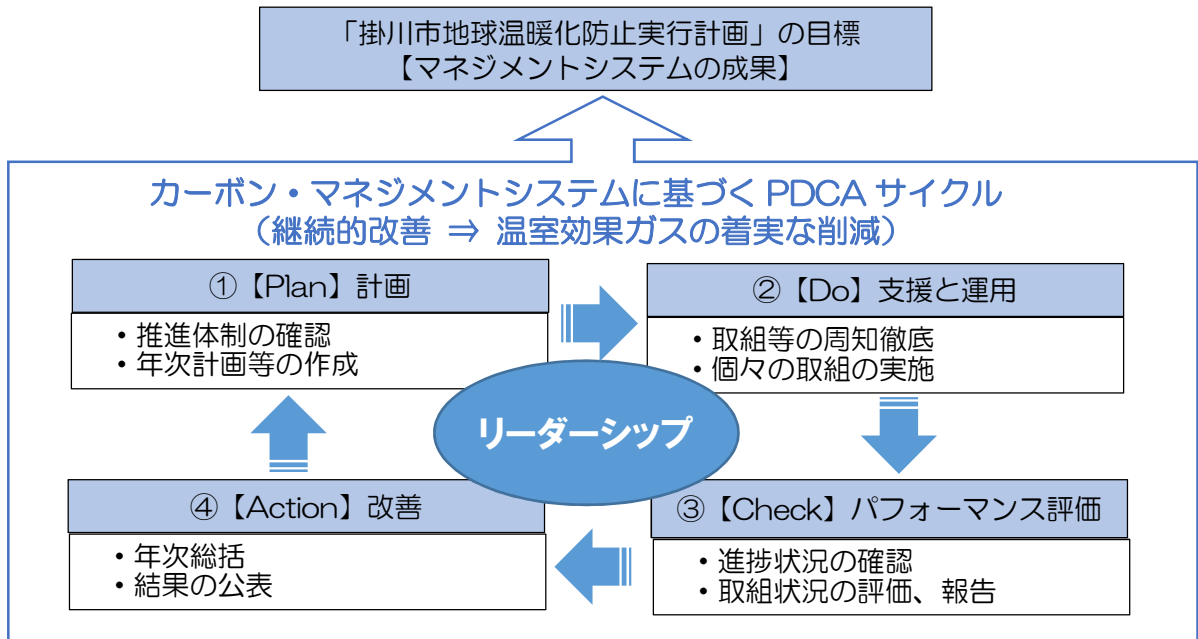 「掛川市地球温暖化防止実行計画」の目標
【マネジメントシステムの成果】
カーボン・マネジメントシステムに基づく PDCA サイクル
（継続的改善 ⇒ 温室効果ガスの着実な削減）
①【Plan】計画
・推進体制の確認
・年次計画等の作成
②【Do】支援と運用
・取組等の周知徹底
・個々の取組の実施
リーダーシップ
③【Check】パフォーマンス評価
・進捗状況の確認
・取組状況の評価、報告
④【Action】改善
・年次総括
・結果の公表